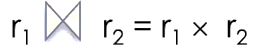 r₁ ⋈ r₂ = r₁ × r₂